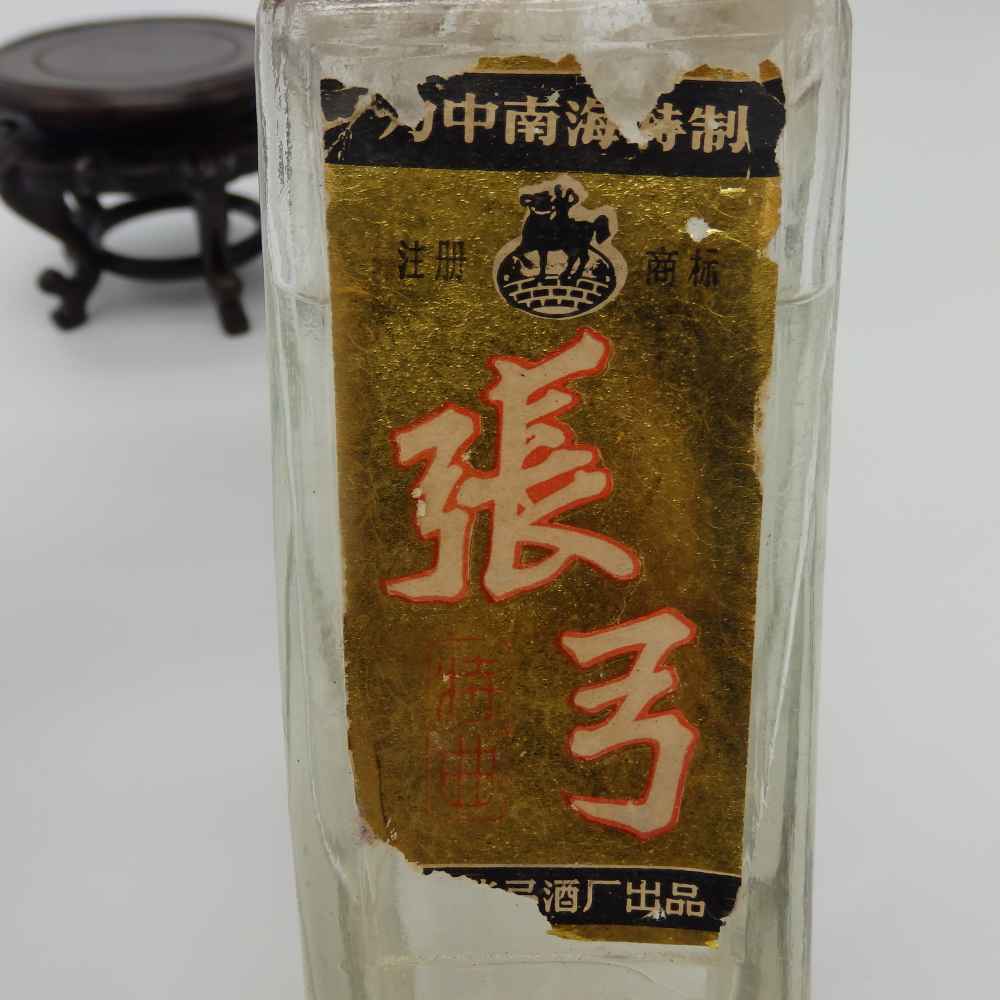 为中南海特制
注册 商标
張弓
特曲
弓酒厂出品